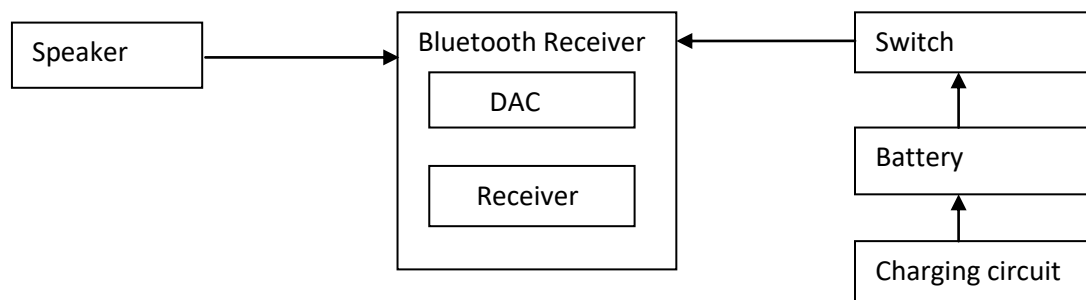 Speaker
Bluetooth Receiver
DAC
Receiver
Switch
Battery
Charging circuit